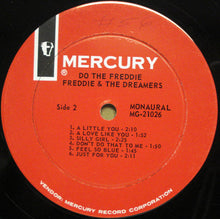 MERCURY
®
DO THE FREDDIE
FREDDIE & THE DREAMERS
Side 2
MONAURAL
MG-21026
1. A LITTLE YOU - 2:10
2. A LOVE LIKE YOU - 1:52
3. SILLY GIRL - 2:23
4. DON'T DO THAT TO ME - 1:50
5. FEEL SO BLUE - 1:45
6. JUST FOR YOU - 2:11
VENDOR: MERCURY RECORD CORPORATION